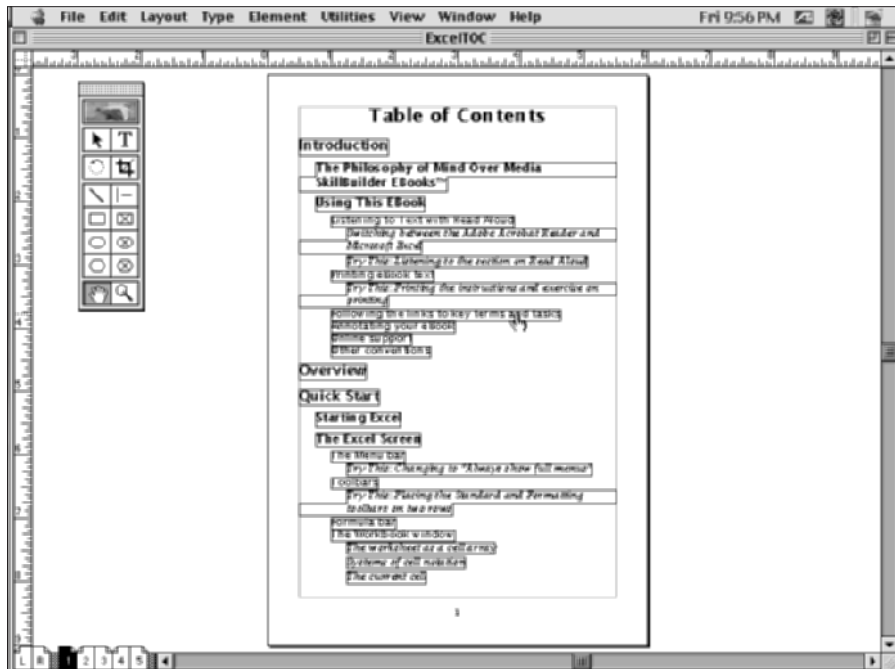 File Edit Layout Type Element Utilities View Window Help Fri 9:56 PM
ExcelTOC
T
Table of Contents
Introduction
The Philosophy of Mind Over Media
SkillBuilder EBooks™
Using This EBook
Listening to Text with Read Aloud
Switching between the Adobe Acrobat Reader and
Microsoft Excel
Try This: Listening to the section on Read Aloud
Printing eBook text
Try This: Printing the instructions and exercise on
printing
Following the links to key terms and tasks
Annotating your eBook
Online support
Other conventions
Overview
Quick Start
Starting Excel
The Excel Screen
The Menu bar
Try This: Changing to "Always show full menus"
Toolbars
Try This: Placing the Standard and Formatting
toolbars on two rows
Formula bar
The Workbook window
The worksheet as a cell array
Systems of cell notation
The current cell
1
L R 1 2 3 4 5